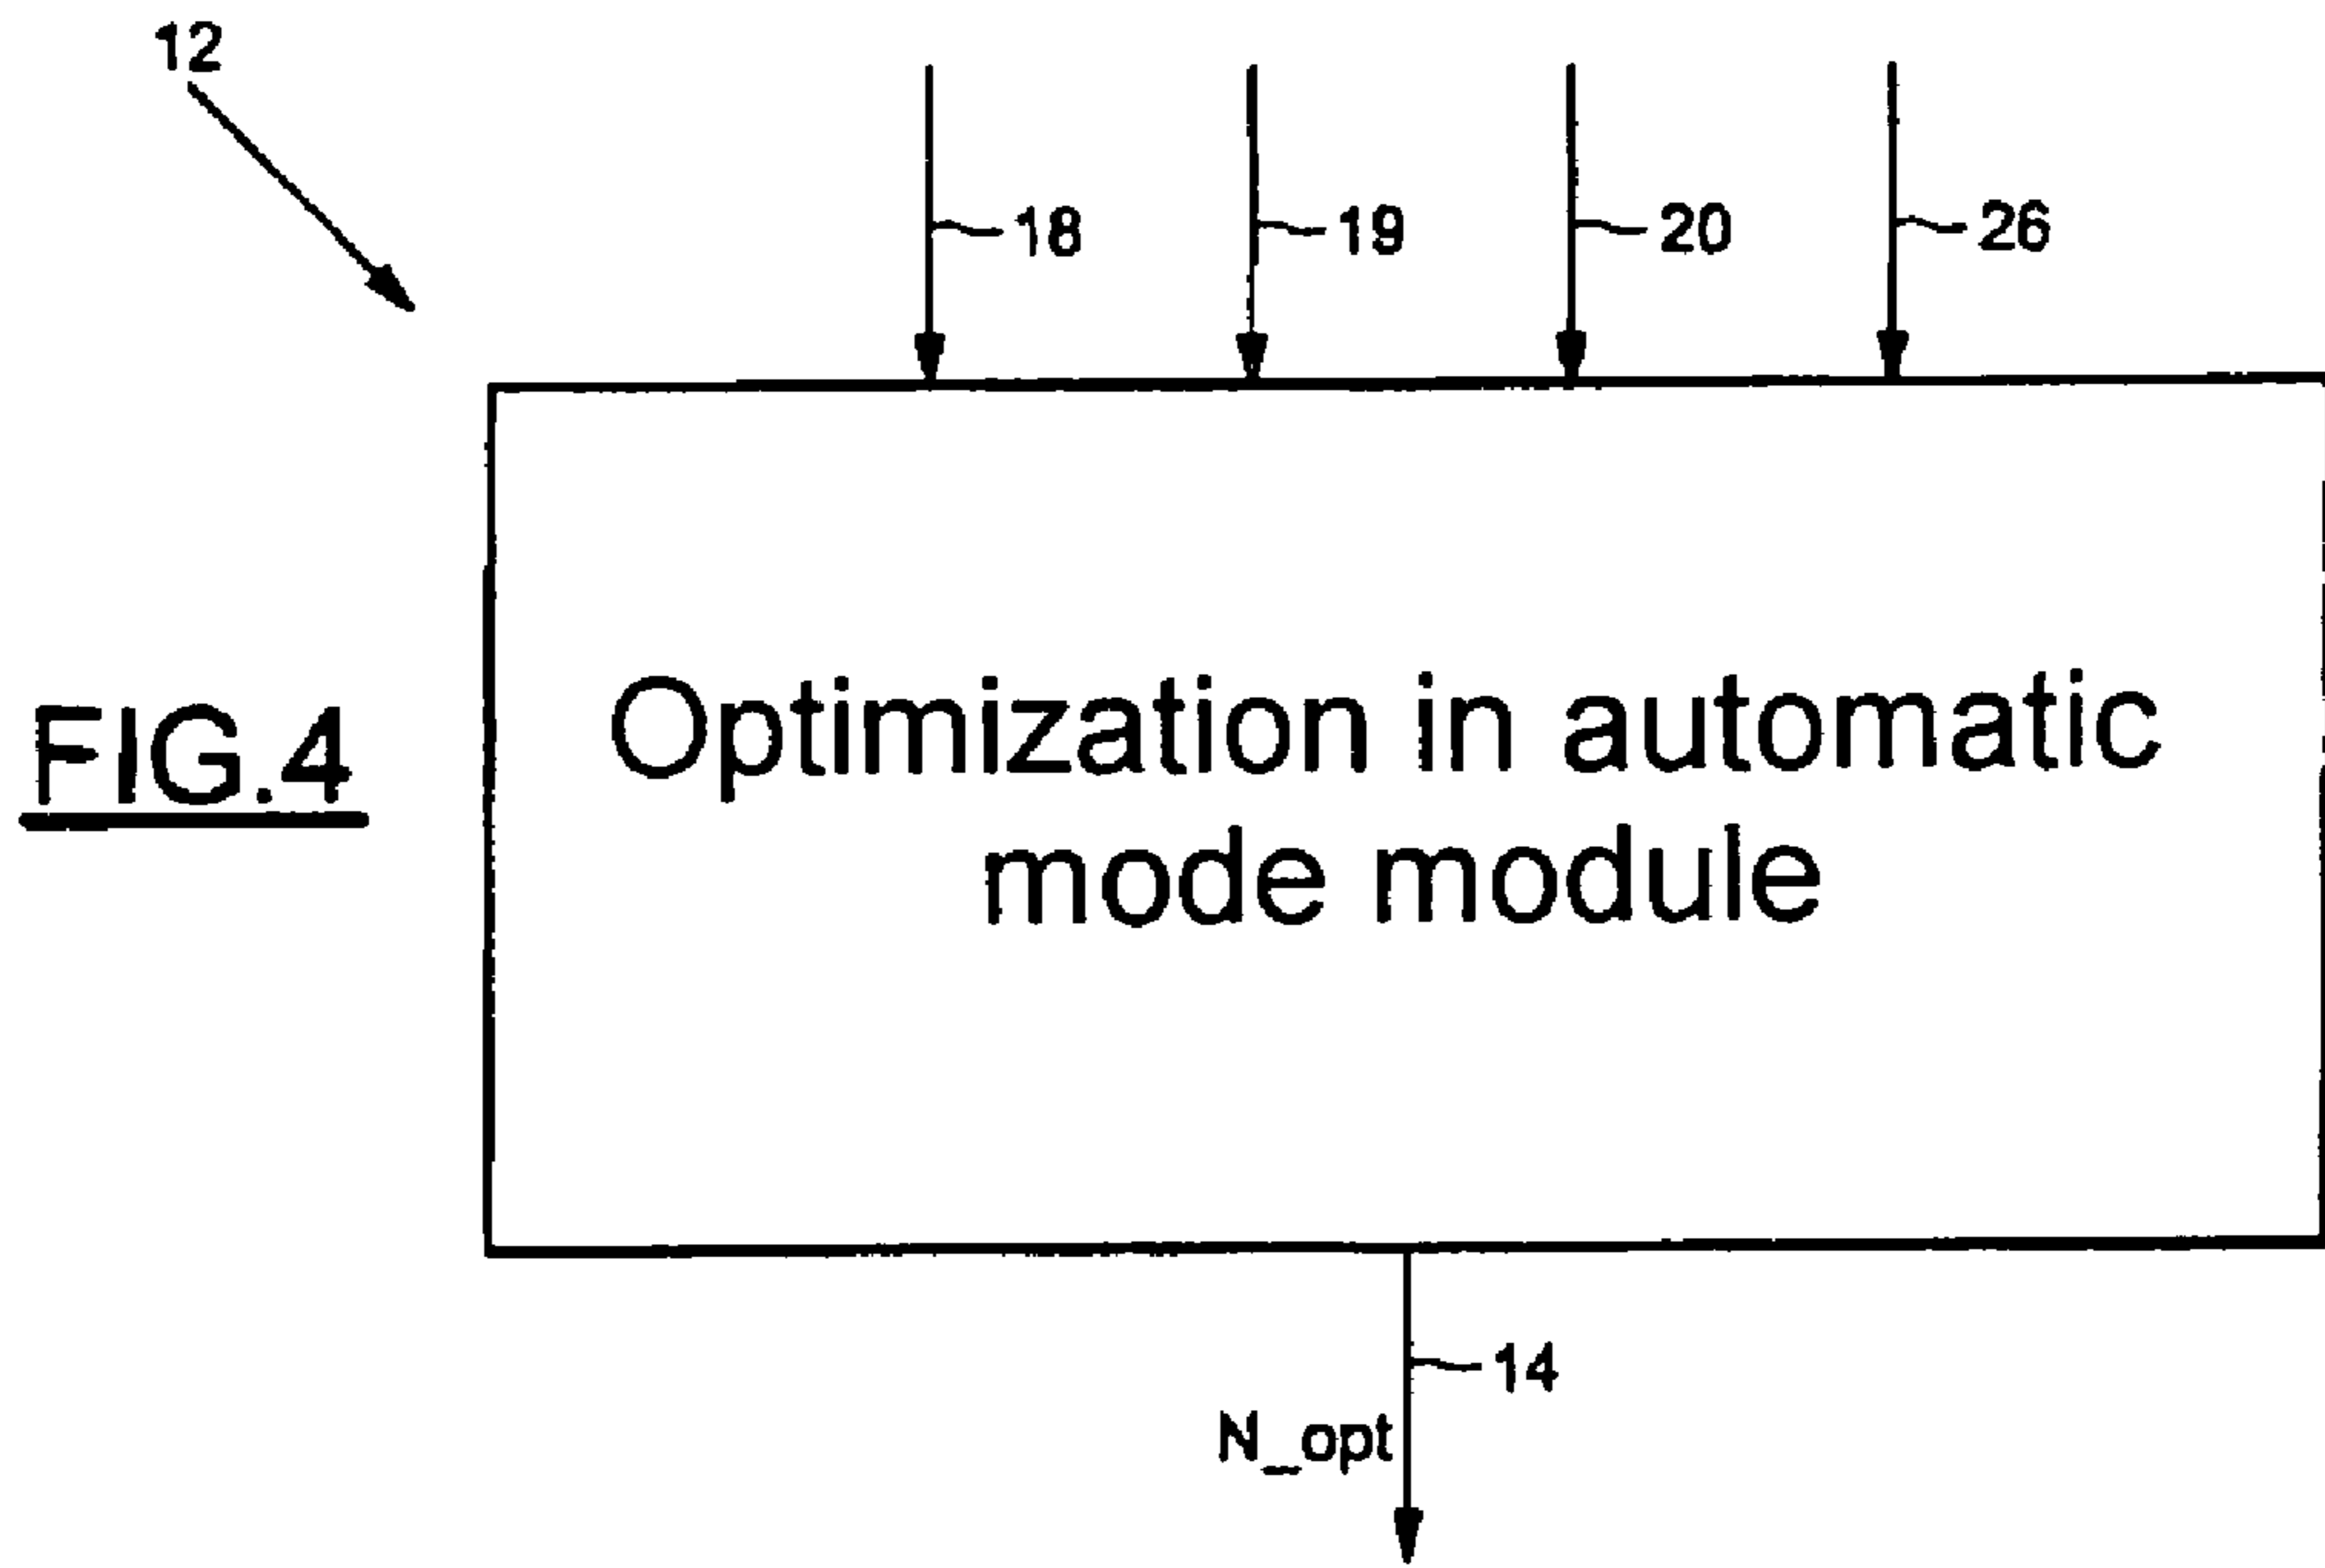 12
18
19
20
26
FIG.4
Optimization in automatic
mode module
14
N_opt